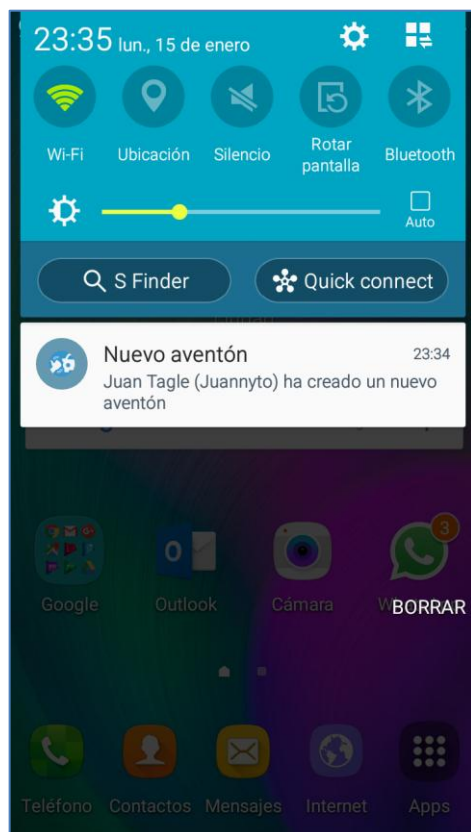 23:35 lun., 15 de enero
Wi-Fi
Ubicación
Silencio
Rotar
pantalla
Bluetooth
Auto
S Finder
Quick connect
Nuevo aventón 23:34
Juan Tagle (Juannyto) ha creado un nuevo
aventón
3
Google
Outlook
Cámara
BORRAR
Teléfono
Contactos
Mensajes
Internet
Apps